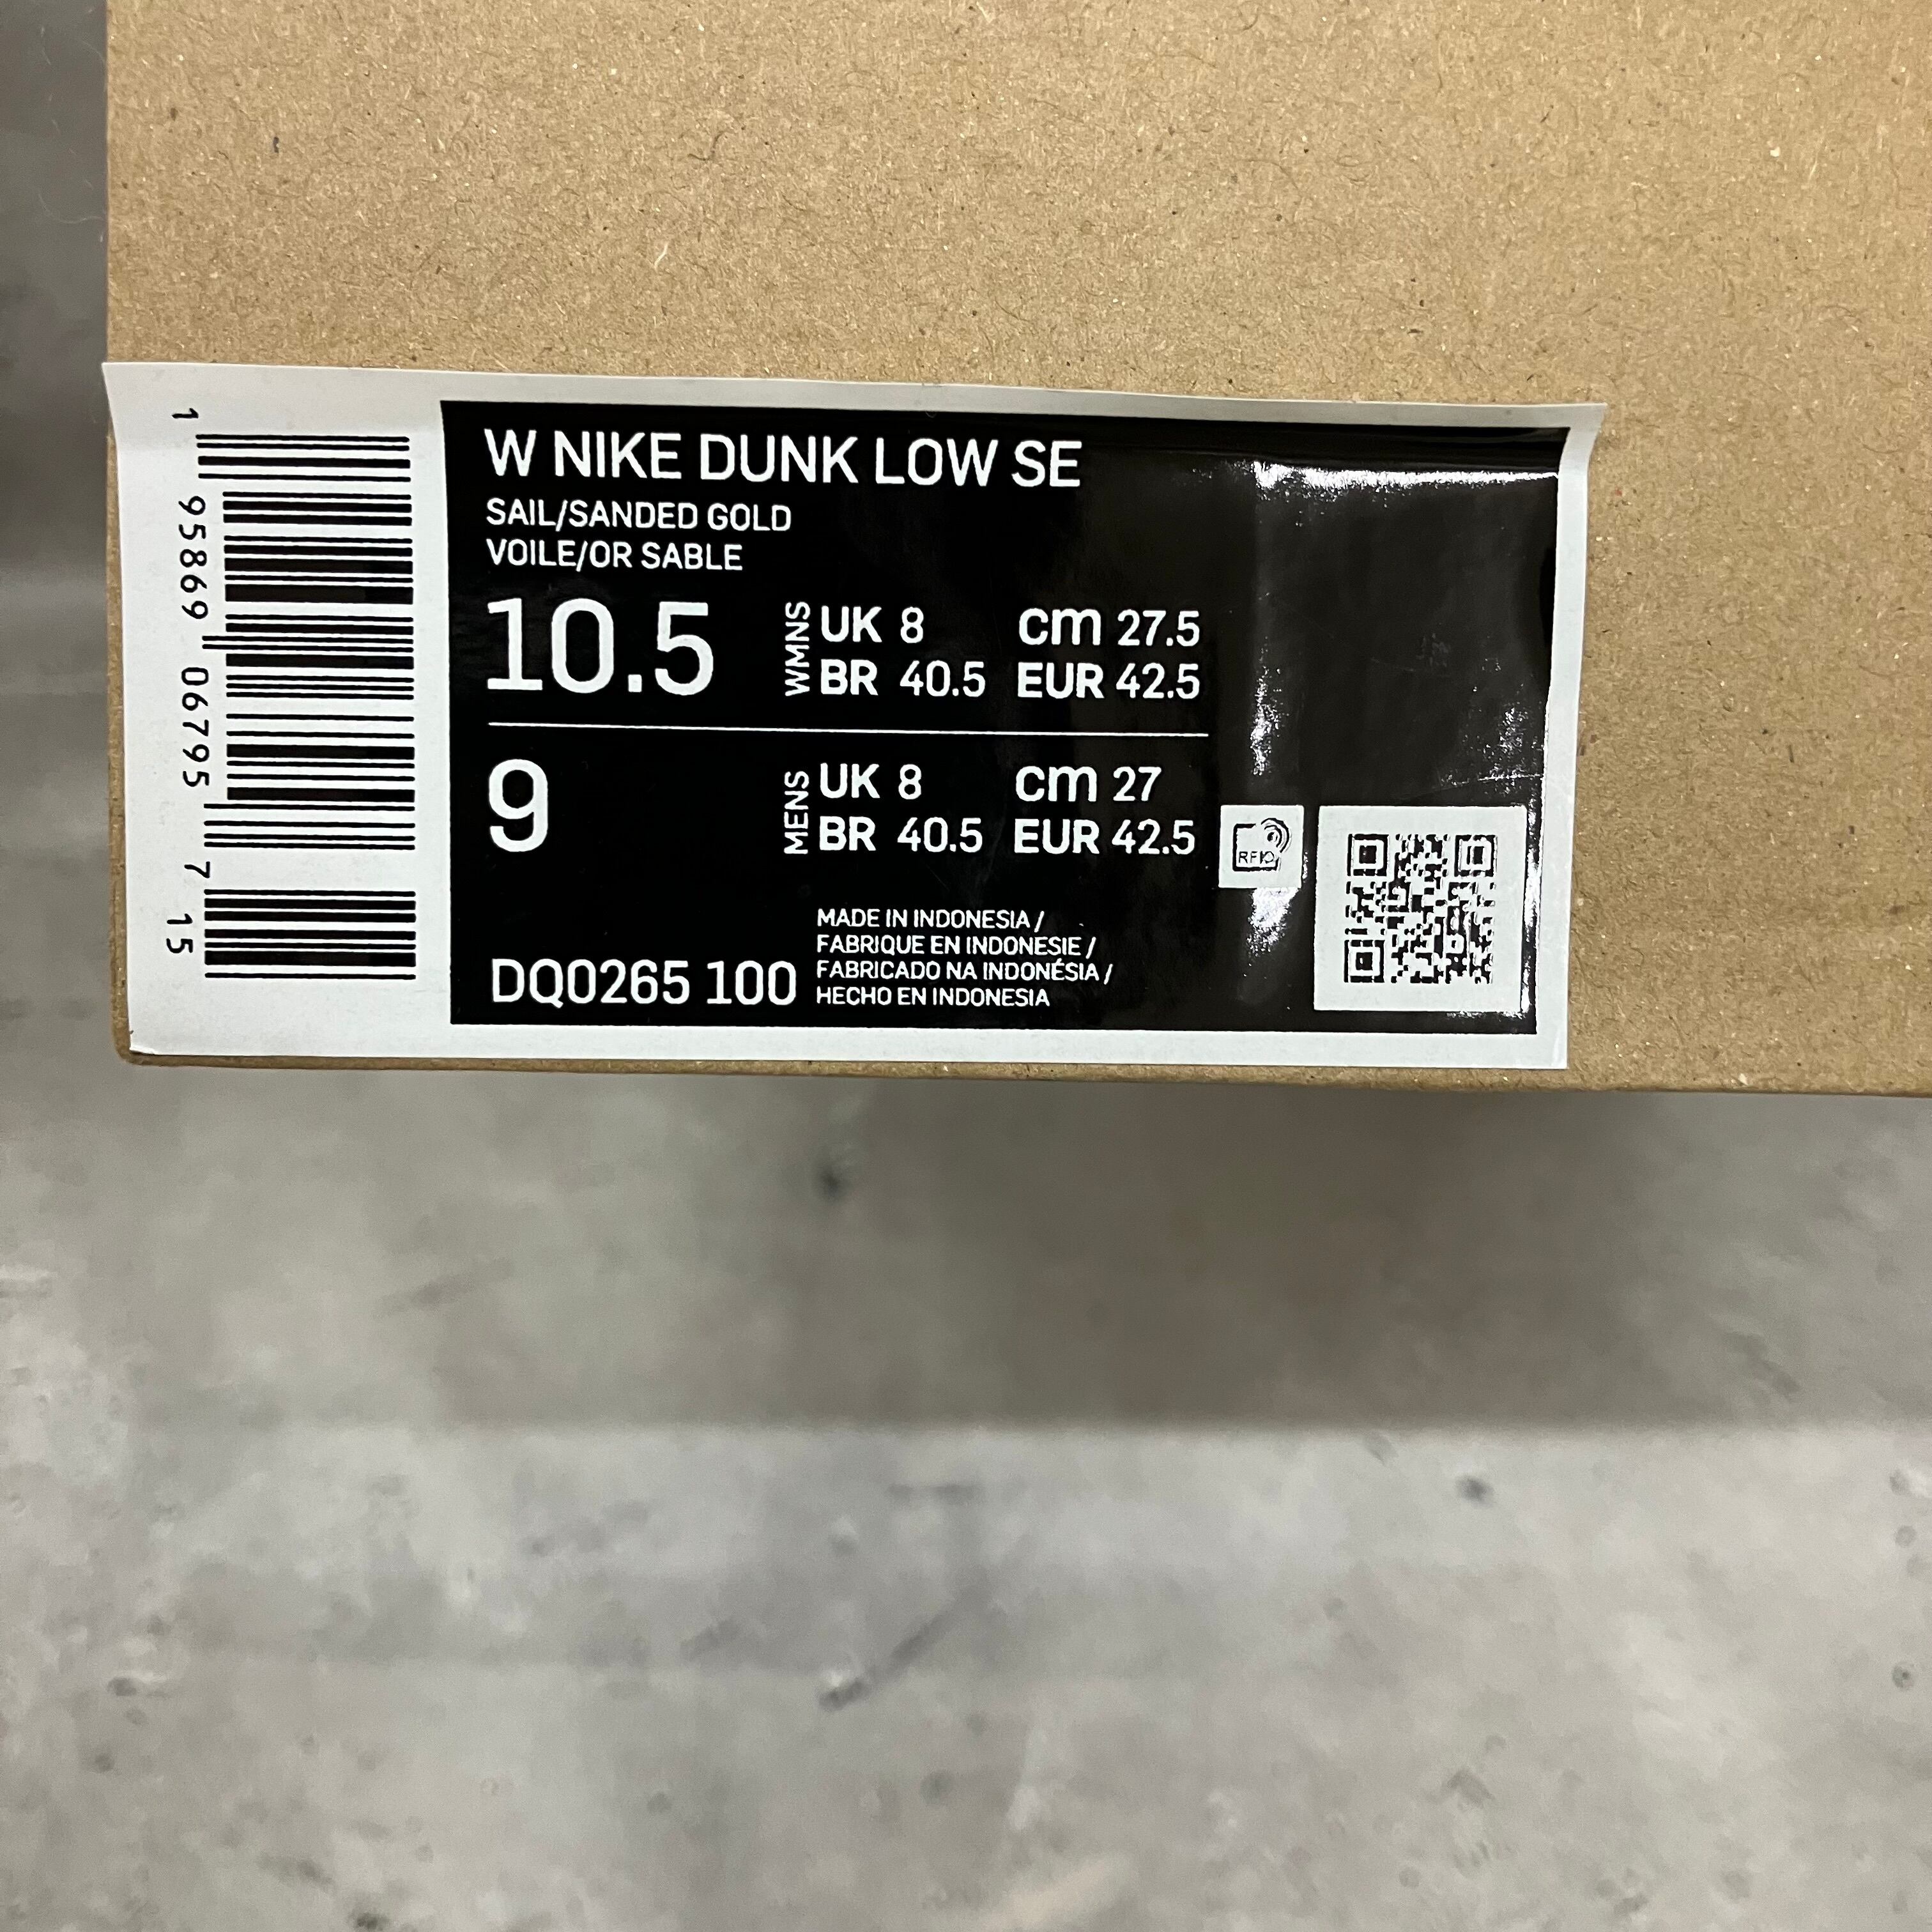 W NIKE DUNK LOW SE
SAIL/SANDED GOLD
VOILE/OR SABLE
10.5 WMNS UK 8 cm 27.5
BR 40.5 EUR 42.5
9 MENS UK 8 cm 27
BR 40.5 EUR 42.5
RFID
MADE IN INDONESIA /
FABRIQUE EN INDONESIE /
FABRICADO NA INDONÉSIA /
HECHO EN INDONESIA
DQ0265 100
1 95869 06795 7 15